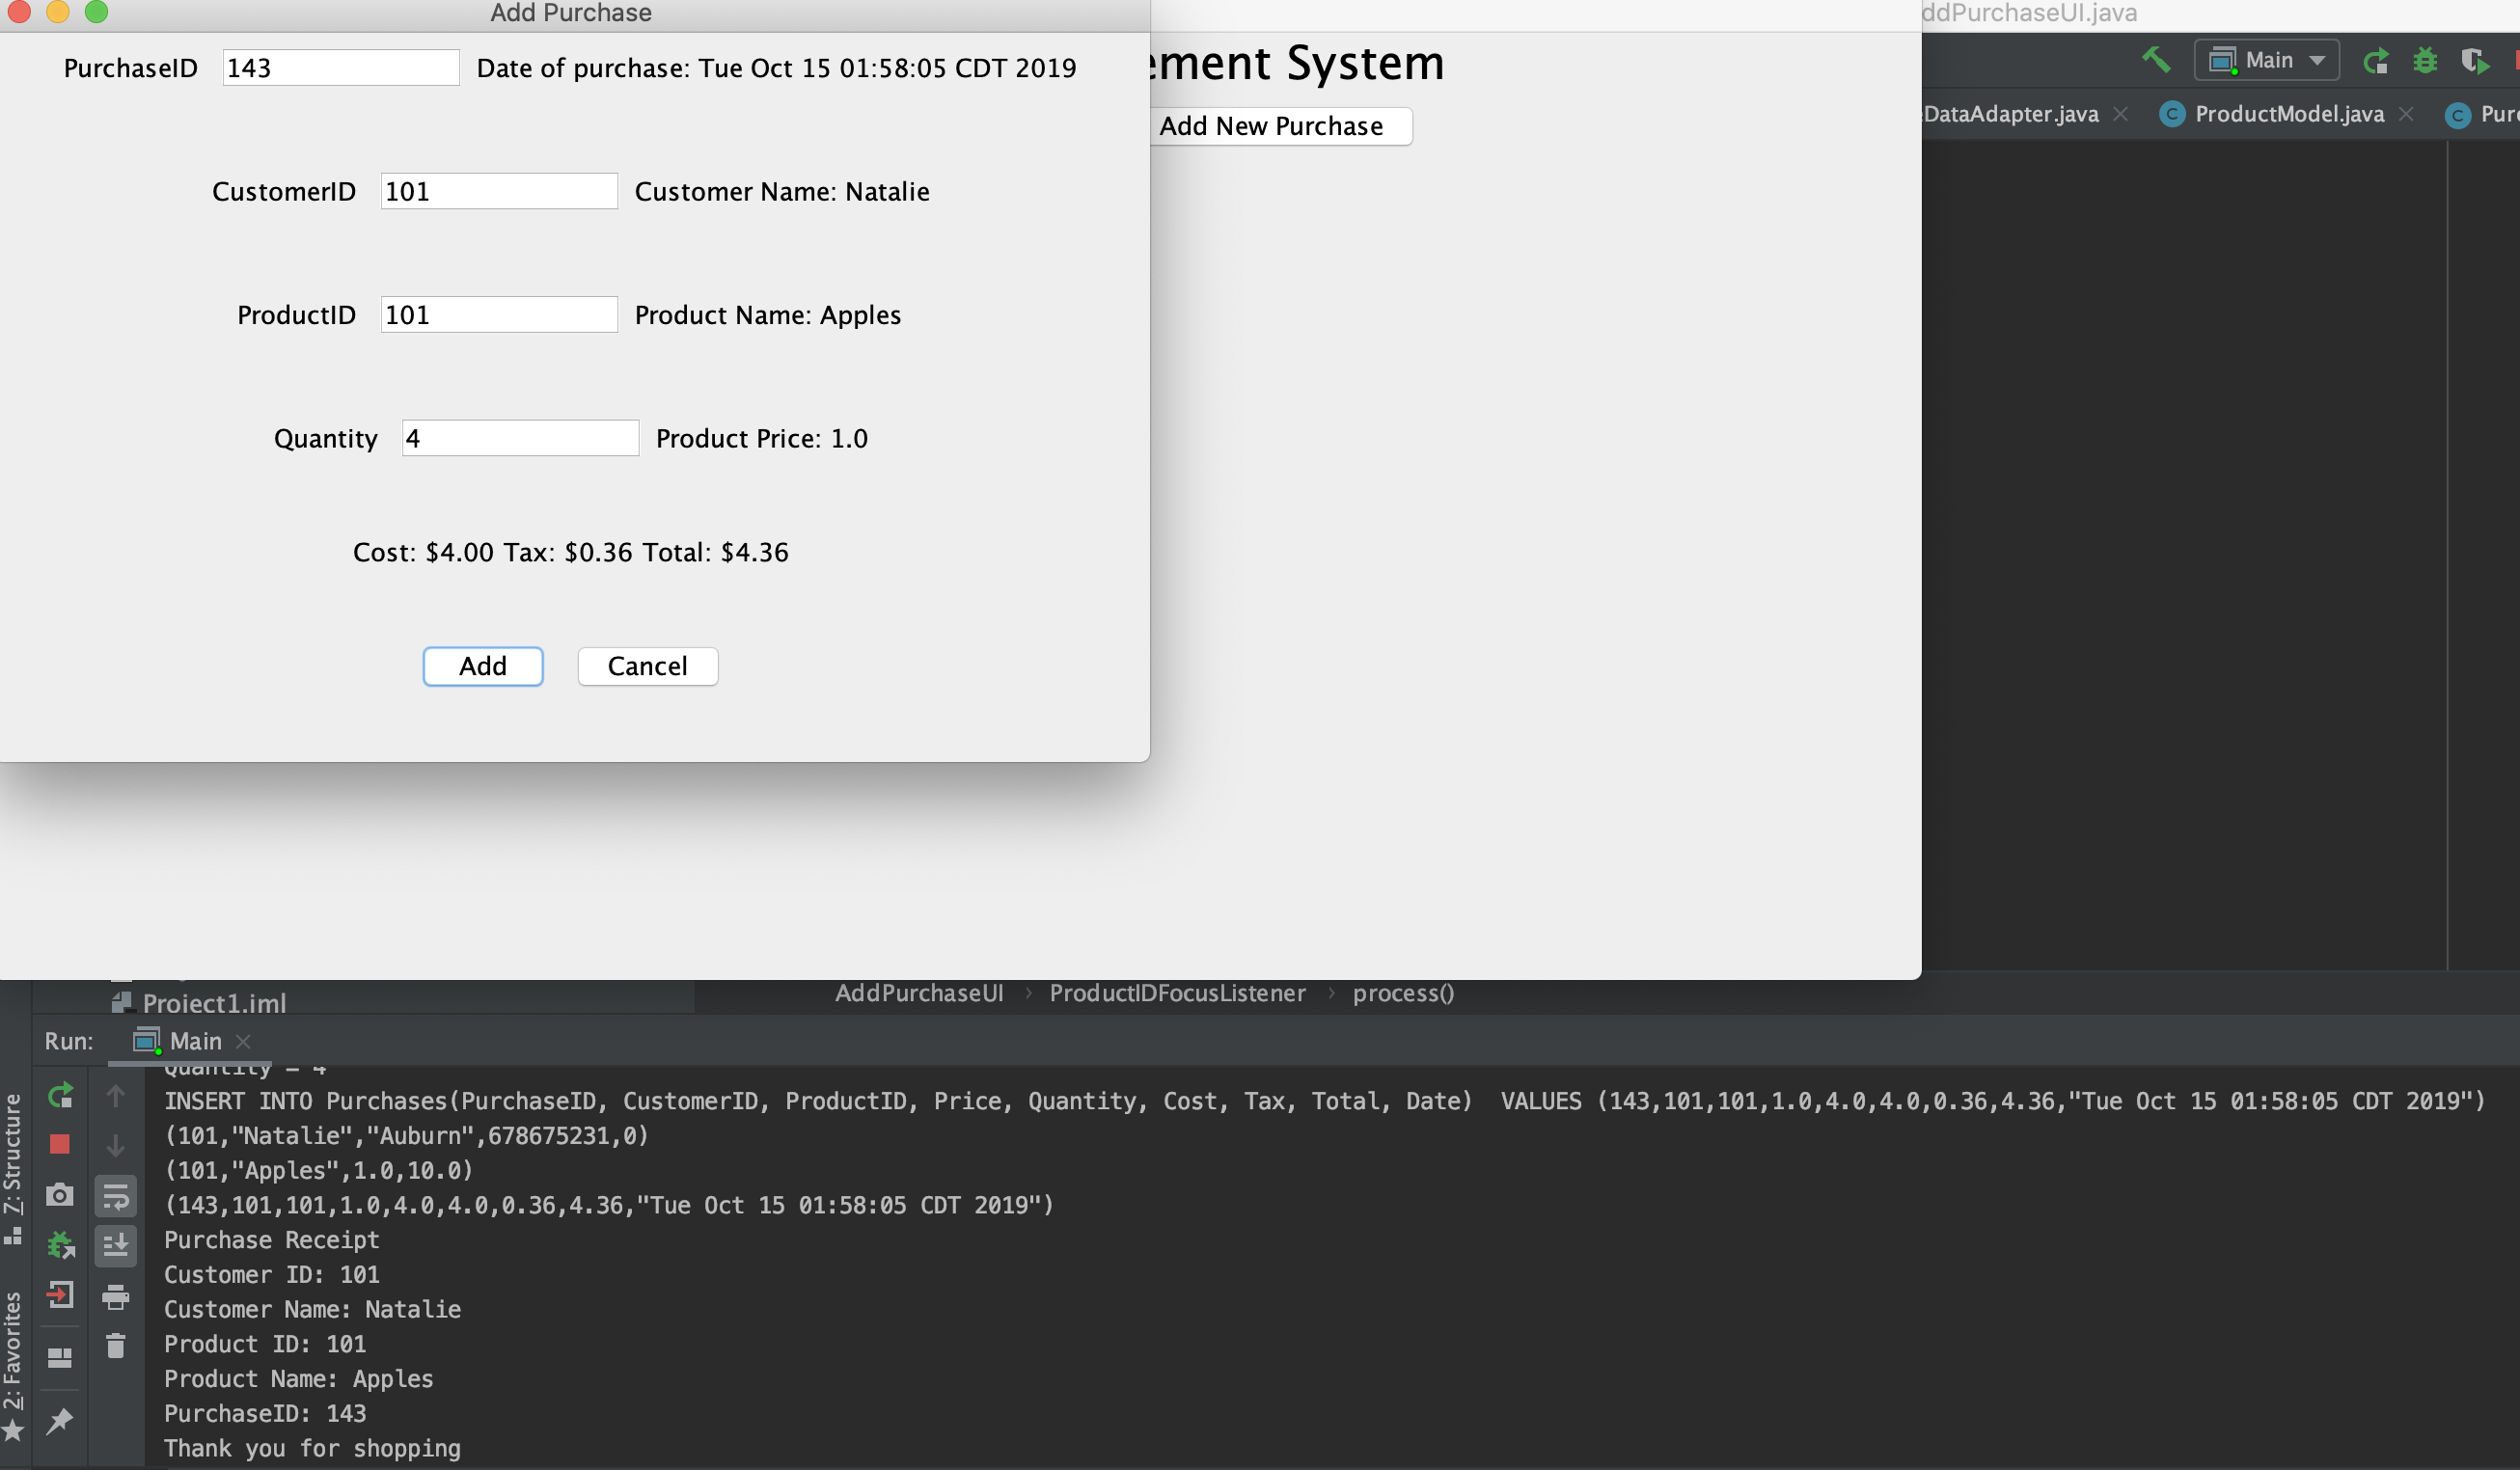 Add Purchase
PurchaseID 143 Date of purchase: Tue Oct 15 01:58:05 CDT 2019
CustomerID 101 Customer Name: Natalie
ProductID 101 Product Name: Apples
Quantity 4 Product Price: 1.0
Cost: $4.00 Tax: $0.36 Total: $4.36
Add Cancel
ement System
Add New Purchase
ddPurchaseUI.java
Main
DataAdapter.java ProductModel.java Purc
Project1.iml
AddPurchaseUI › ProductIDFocusListener › process()
Run: Main
Quantity = 4
INSERT INTO Purchases(PurchaseID, CustomerID, ProductID, Price, Quantity, Cost, Tax, Total, Date)  VALUES (143,101,101,1.0,4.0,4.0,0.36,4.36,"Tue Oct 15 01:58:05 CDT 2019")
(101,"Natalie","Auburn",678675231,0)
(101,"Apples",1.0,10.0)
(143,101,101,1.0,4.0,4.0,0.36,4.36,"Tue Oct 15 01:58:05 CDT 2019")
Purchase Receipt
Customer ID: 101
Customer Name: Natalie
Product ID: 101
Product Name: Apples
PurchaseID: 143
Thank you for shopping
7: Structure
2: Favorites